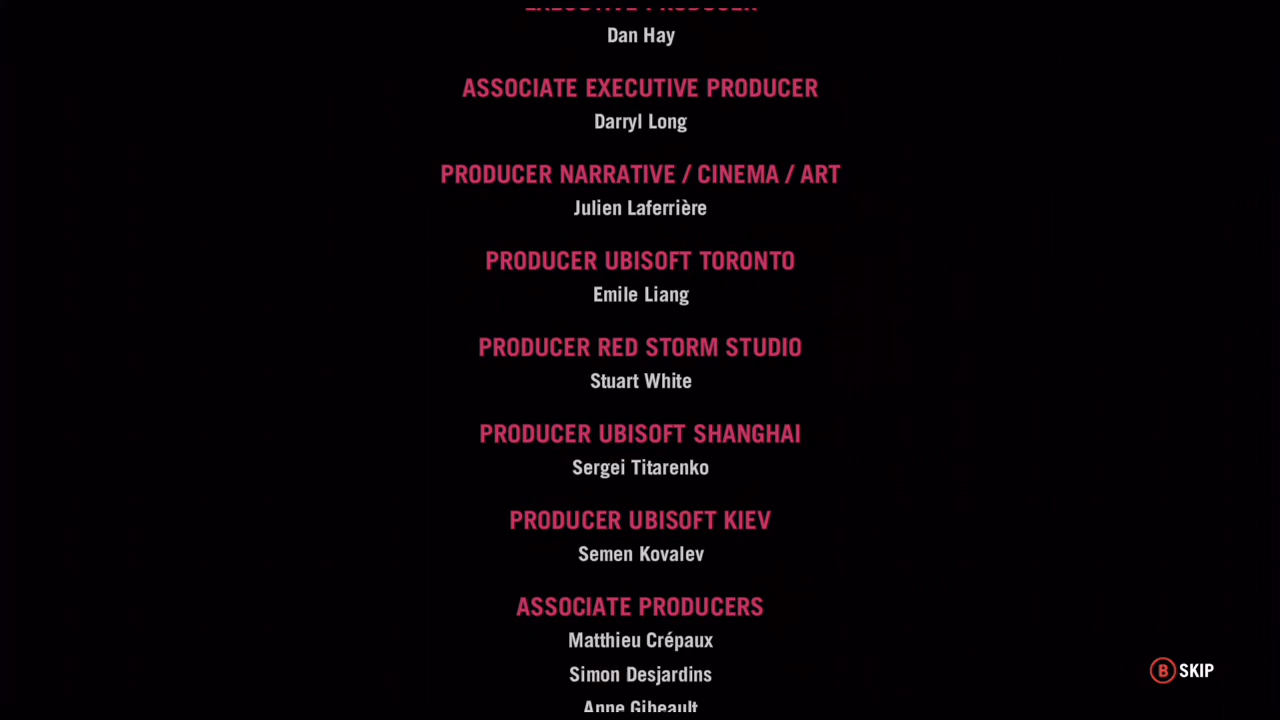 EXECUTIVE PRODUCER
Dan Hay
ASSOCIATE EXECUTIVE PRODUCER
Darryl Long
PRODUCER NARRATIVE / CINEMA / ART
Julien Laferrière
PRODUCER UBISOFT TORONTO
Emile Liang
PRODUCER RED STORM STUDIO
Stuart White
PRODUCER UBISOFT SHANGHAI
Sergei Titarenko
PRODUCER UBISOFT KIEV
Semen Kovalev
ASSOCIATE PRODUCERS
Matthieu Crépaux
Simon Desjardins
Anne Gibeault
B SKIP